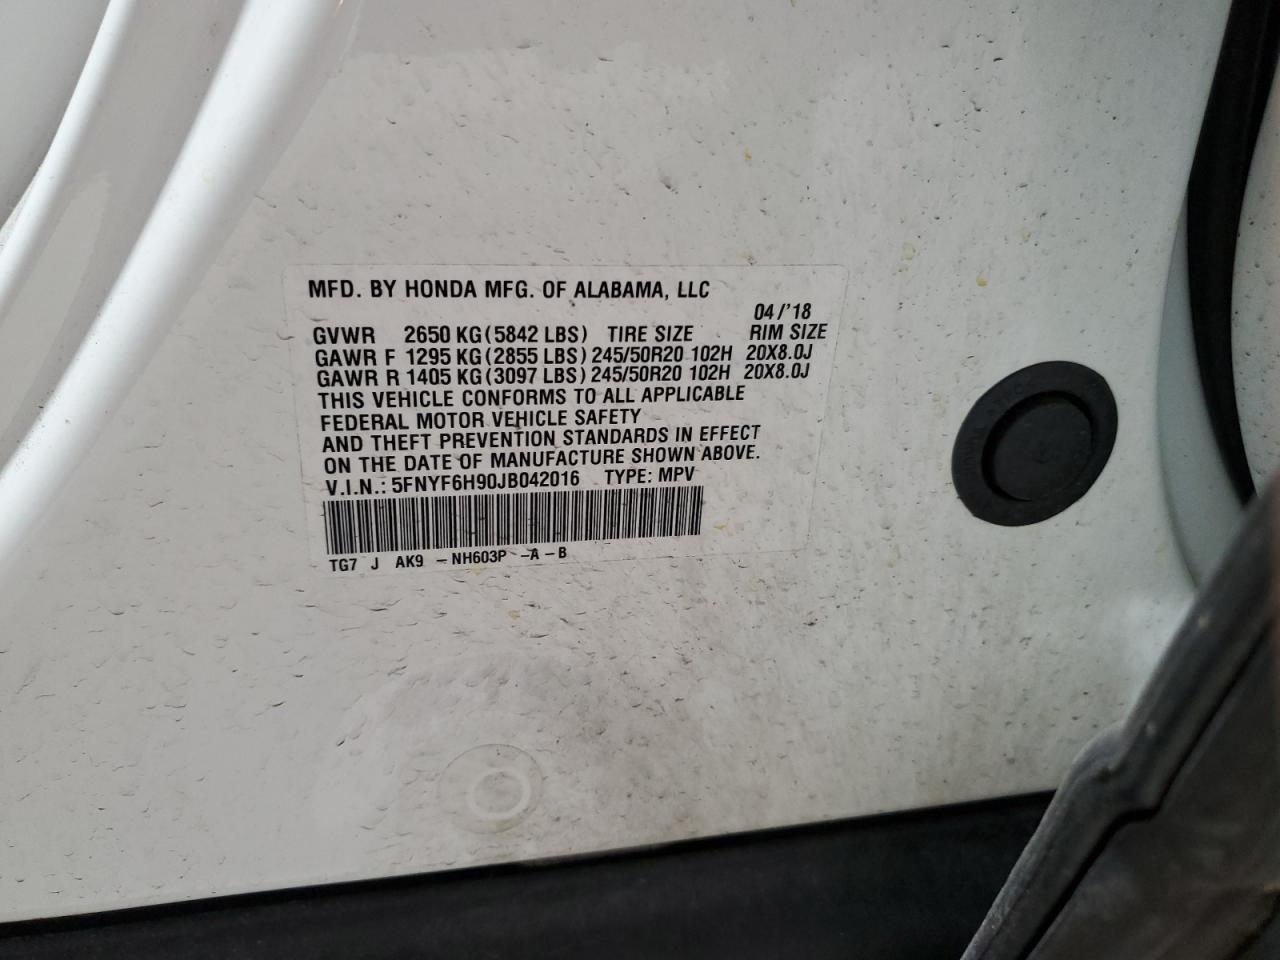 MFD. BY HONDA MFG. OF ALABAMA, LLC
04/'18
GVWR 2650 KG (5842 LBS) TIRE SIZE RIM SIZE
GAWR F 1295 KG (2855 LBS) 245/50R20 102H 20X8.0J
GAWR R 1405 KG (3097 LBS) 245/50R20 102H 20X8.0J
THIS VEHICLE CONFORMS TO ALL APPLICABLE
FEDERAL MOTOR VEHICLE SAFETY
AND THEFT PREVENTION STANDARDS IN EFFECT
ON THE DATE OF MANUFACTURE SHOWN ABOVE.
V.I.N.: 5FNYF6H90JB042016 TYPE: MPV
TG7 J AK9 – NH603P –A – B